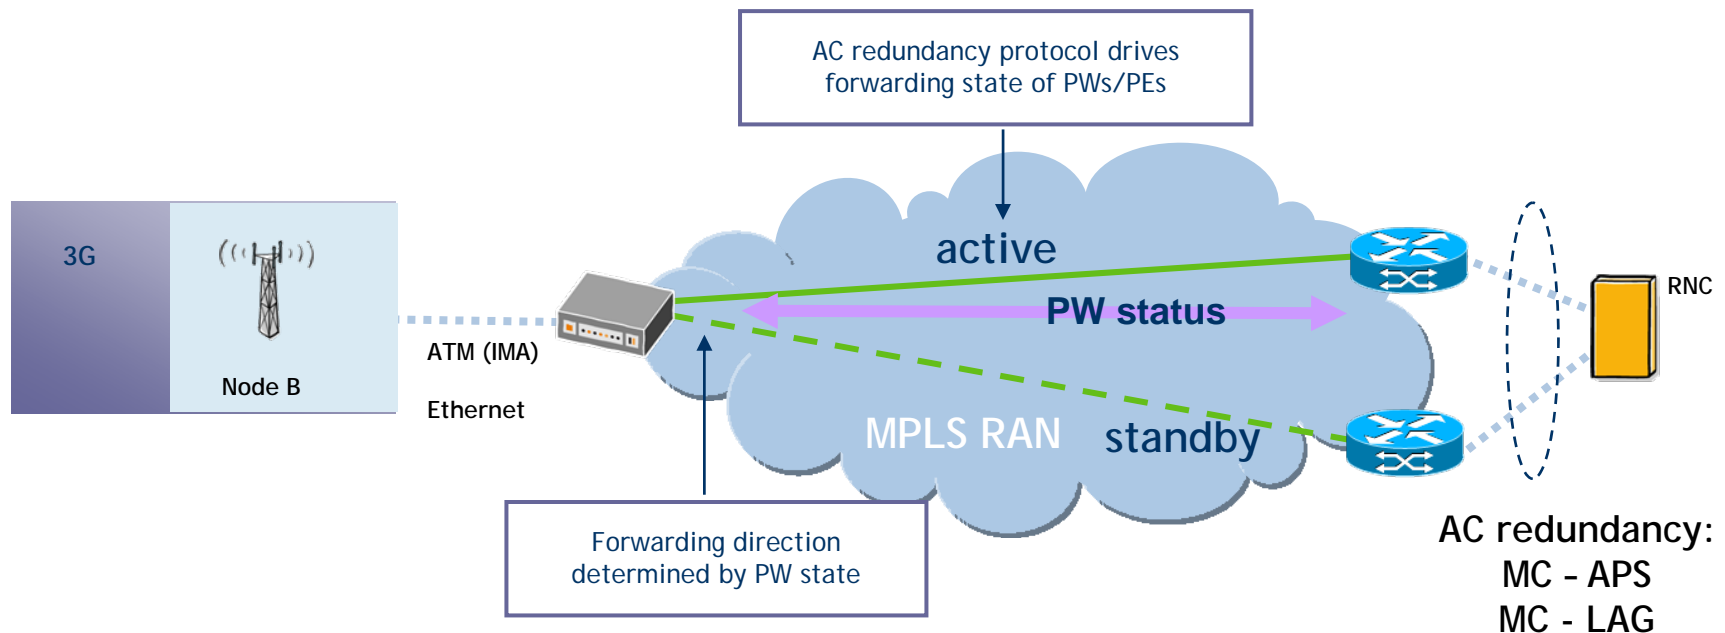 AC redundancy protocol drives
forwarding state of PWs/PEs
3G
Node B
ATM (IMA)
Ethernet
active
PW status
MPLS RAN
standby
RNC
Forwarding direction
determined by PW state
AC redundancy:
MC - APS
MC - LAG